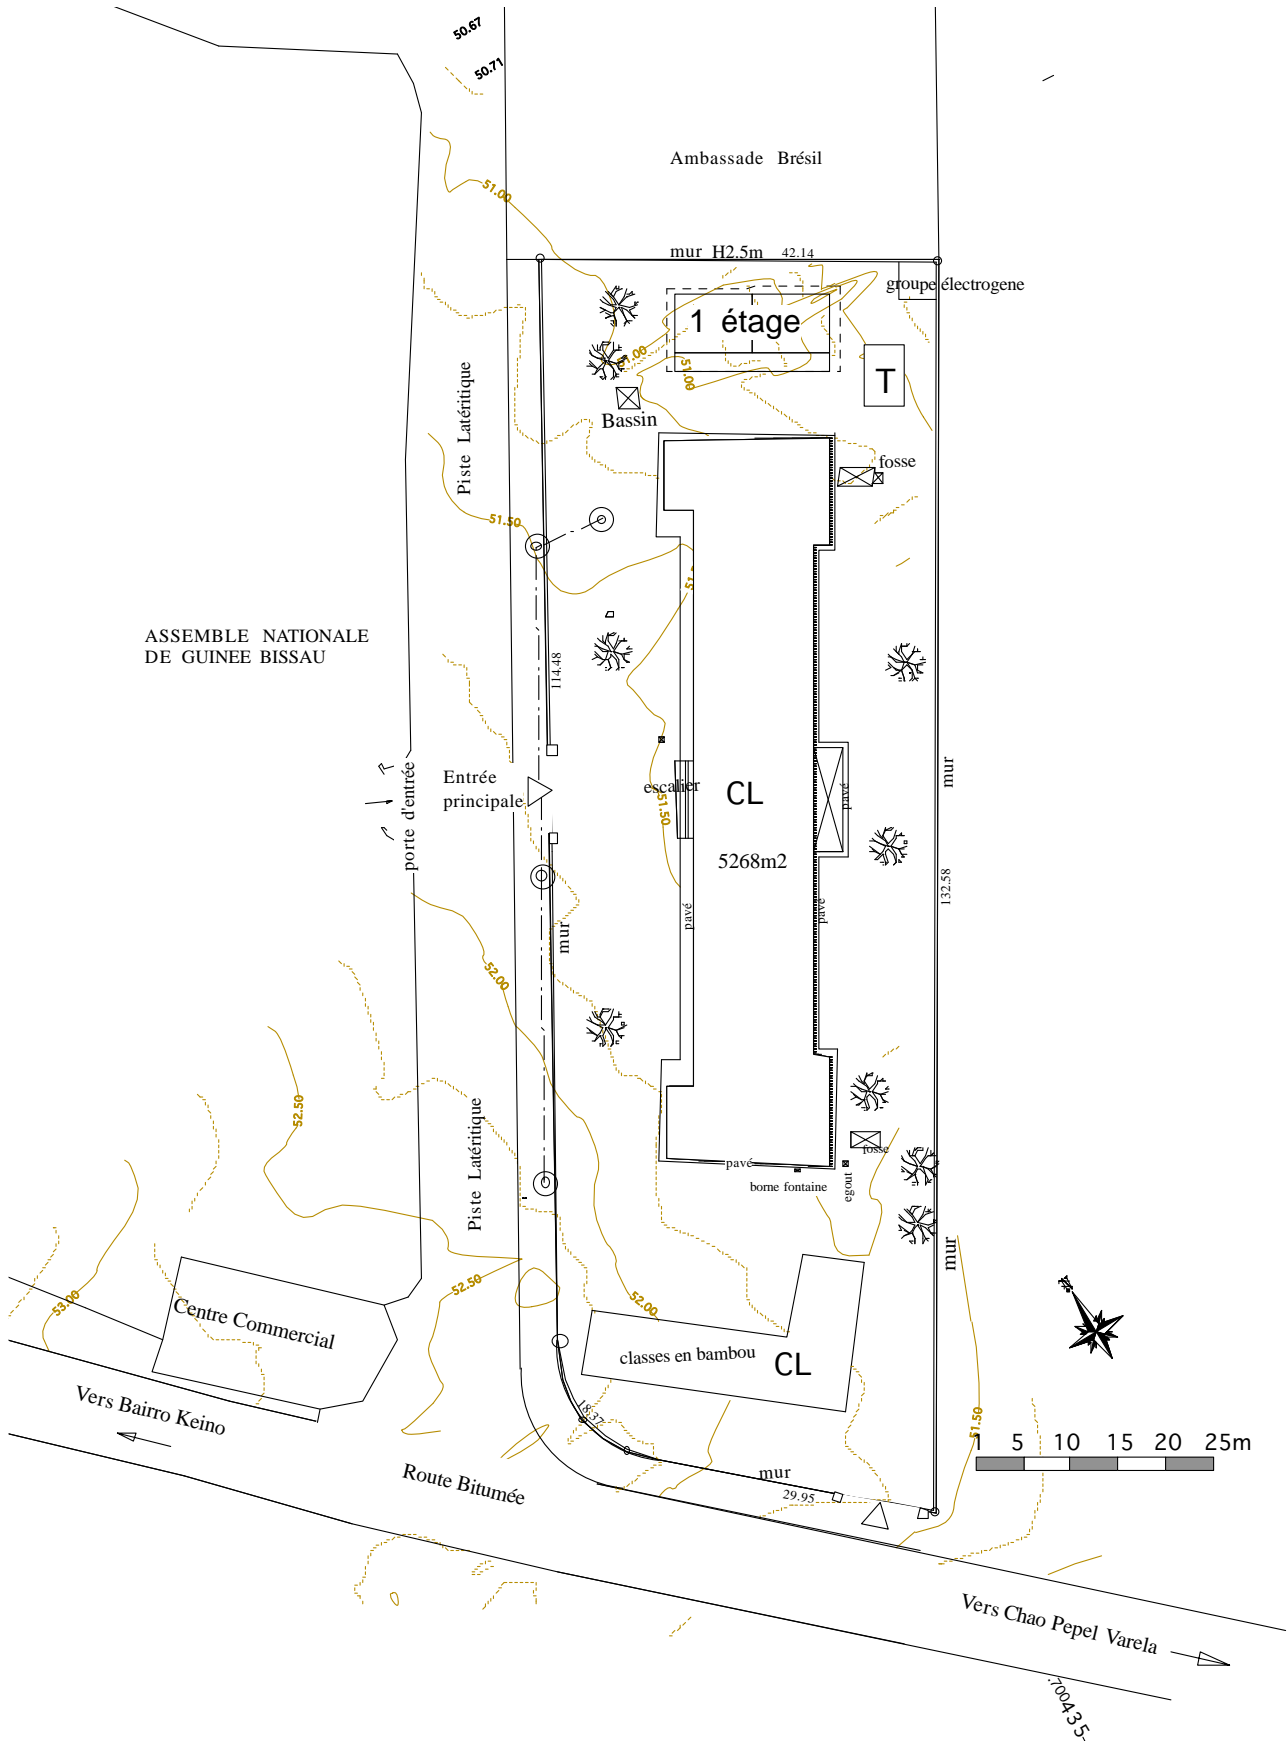 50.67
50.71
Ambassade Brésil
51.00
mur H2.5m 42.14
groupe électrogene
1 étage
51.00
51.00
T
Bassin
Piste Latéritique
fosse
51.50
ASSEMBLE NATIONALE
DE GUINEE BISSAU
114.48
Entrée
principale
porte d'entrée
escalier
51.50
CL
pavé
mur
5268m2
132.58
pavé
pavé
mur
52.00
52.50
Piste Latéritique
pavé
fosse
borne fontaine
egout
mur
52.50
52.00
53.00
Centre Commercial
classes en bambou
CL
Vers Bairro Keino
18.37
51.50
1 5 10 15 20 25m
Route Bitumée
mur
29.95
Vers Chao Pepel Varela
.700435-